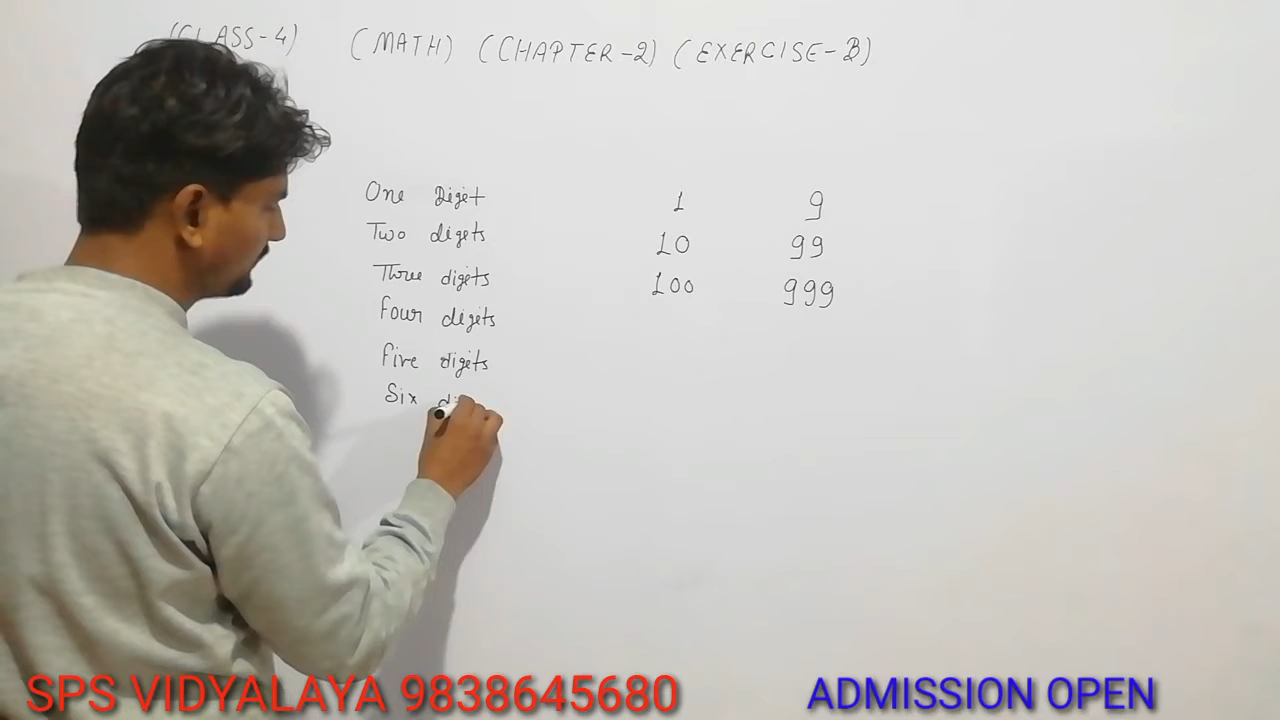 (CLASS-4) (MATH) (CHAPTER-2) (EXERCISE-B)
One Digit 1 9
Two digits 10 99
Three digits 100 999
Four digits
Five digits
Six di
SPS VIDYALAYA 9838645680 ADMISSION OPEN